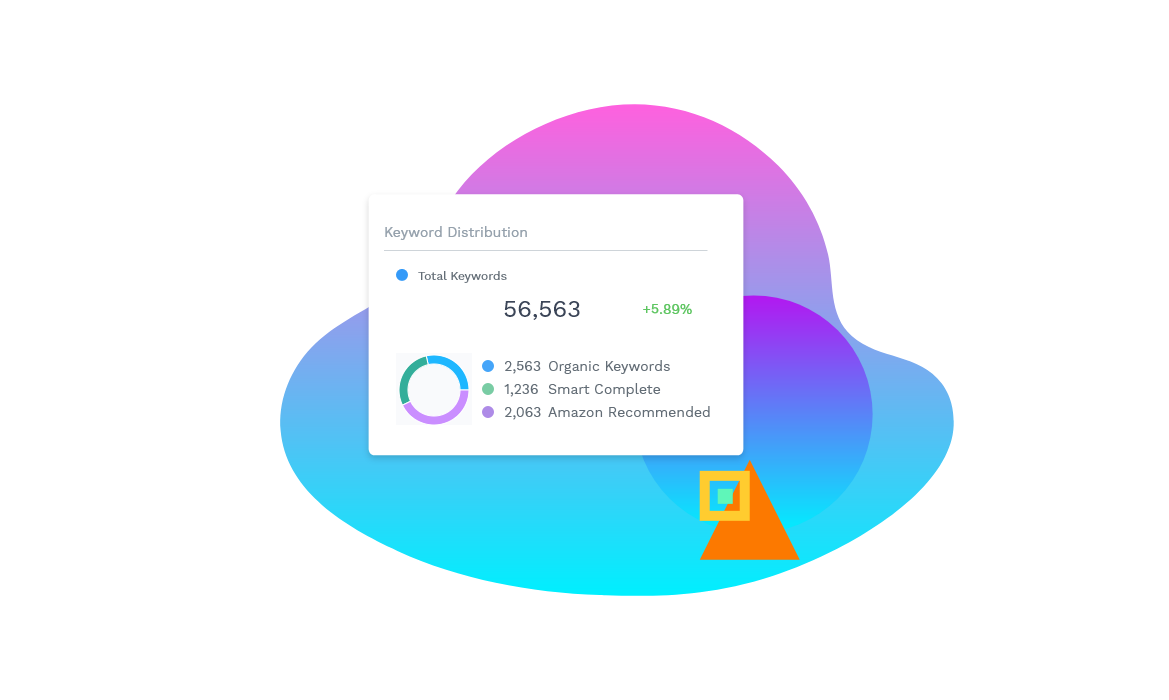 Keyword Distribution
Total Keywords
56,563 +5.89%
2,563 Organic Keywords
1,236 Smart Complete
2,063 Amazon Recommended